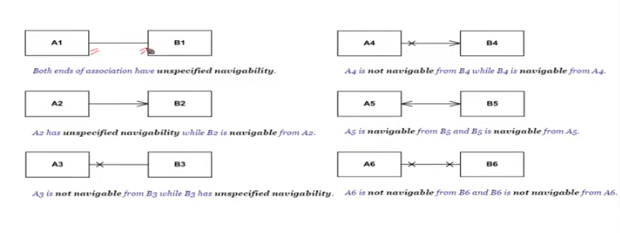 A1 B1
Both ends of association have unspecified navigability.
A2 B2
A2 has unspecified navigability while B2 is navigable from A2.
A3 B3
A3 is not navigable from B3 while B3 has unspecified navigability.
A4 B4
A4 is not navigable from B4 while B4 is navigable from A4.
A5 B5
A5 is navigable from B5 and B5 is navigable from A5.
A6 B6
A6 is not navigable from B6 and B6 is not navigable from A6.